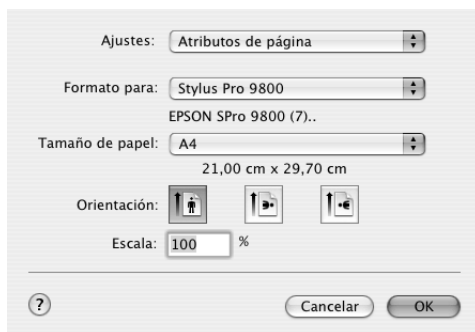 Ajustes: Atributos de página
Formato para: Stylus Pro 9800
EPSON SPro 9800 (7)..
Tamaño de papel: A4
21,00 cm x 29,70 cm
Orientación:
Escala: 100 %
? Cancelar OK